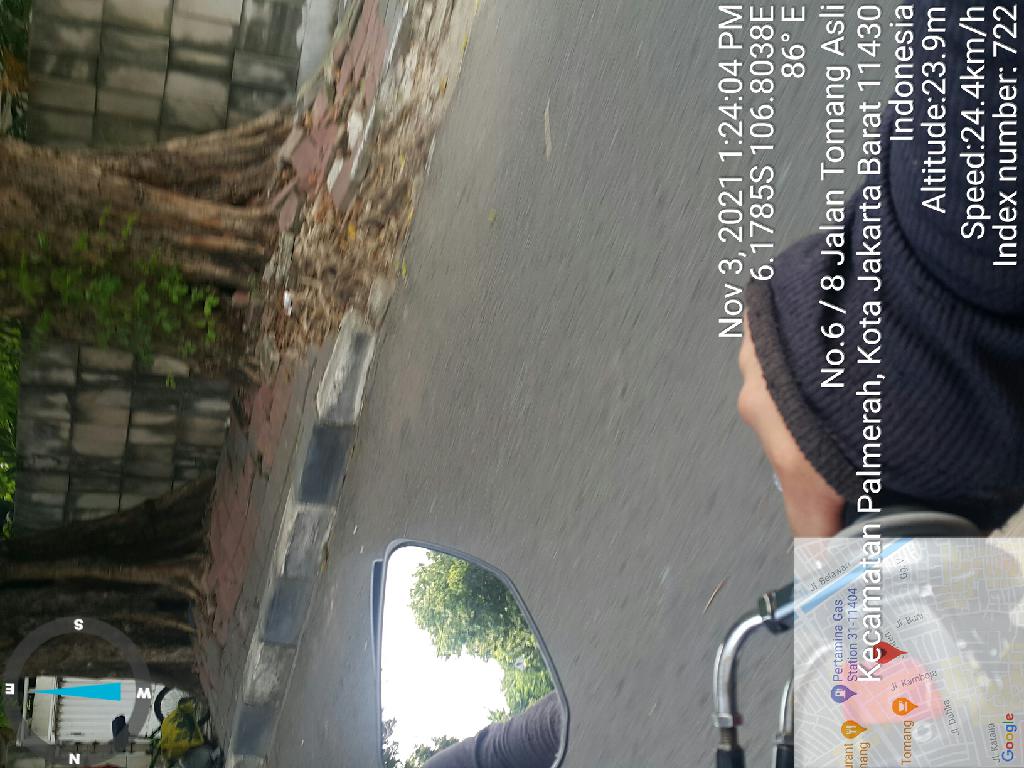 E
N
S
W
Nov 3, 2021 1:24:04 PM
6.1785S 106.8038E
86° E
No.6 / 8 Jalan Tomang Asli
Kecamatan Palmerah, Kota Jakarta Barat 11430
Indonesia
Altitude:23.9m
Speed:24.4km/h
Index number: 722
Pertamina Gas
Station 31-11404
Tomang
Jl. Dahlia
Google